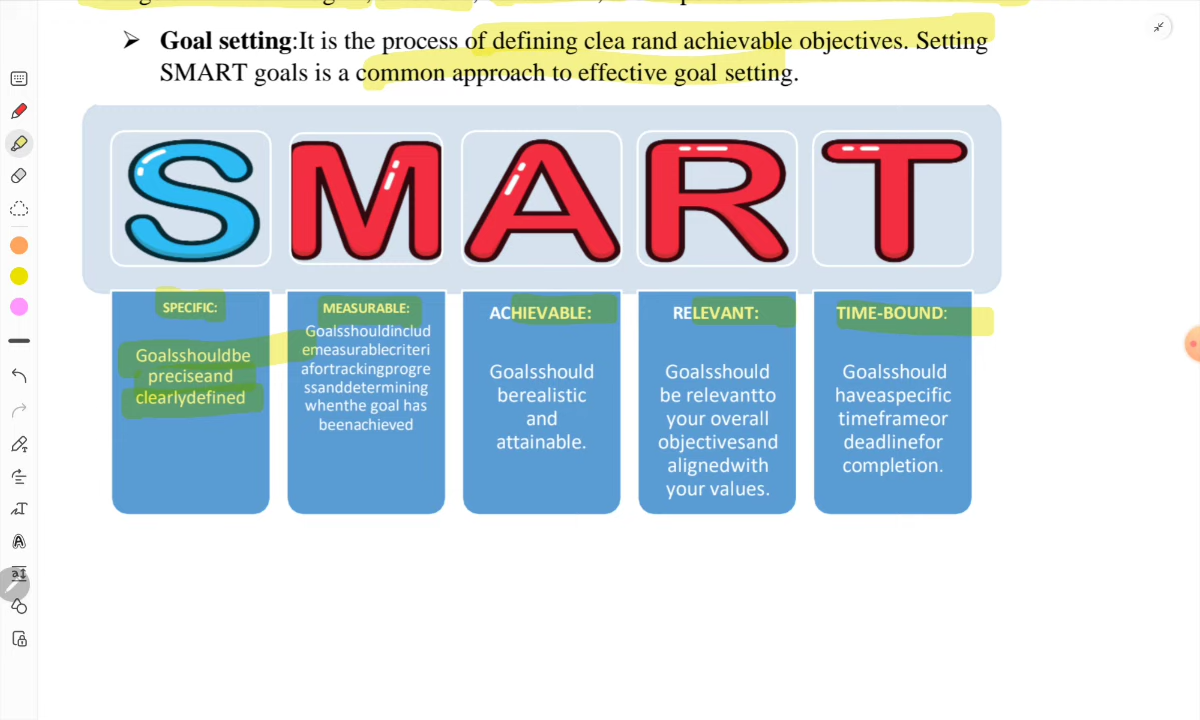 ➢ Goal setting:It is the process of defining clea rand achievable objectives. Setting
SMART goals is a common approach to effective goal setting.
SMART
SPECIFIC:
Goalsshouldbe
preciseand
clearlydefined
MEASURABLE:
Goalsshouldinclud
emeasurablecriteri
afortrackingprogre
ssanddetermining
whenthe goal has
beenachieved
ACHIEVABLE:
Goalsshould
berealistic
and
attainable.
RELEVANT:
Goalsshould
be relevantto
your overall
objectivesand
alignedwith
your values.
TIME-BOUND:
Goalsshould
haveaspecific
timeframeor
deadlinefor
completion.